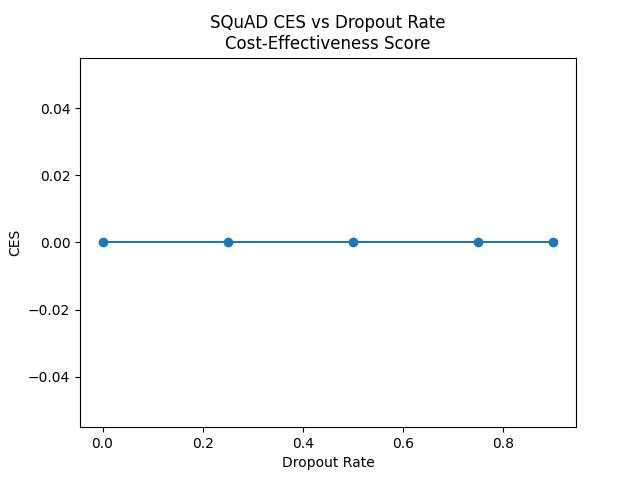 SQuAD CES vs Dropout Rate
Cost-Effectiveness Score
CES
0.04
0.02
0.00
−0.02
−0.04
0.0
0.2
0.4
0.6
0.8
Dropout Rate